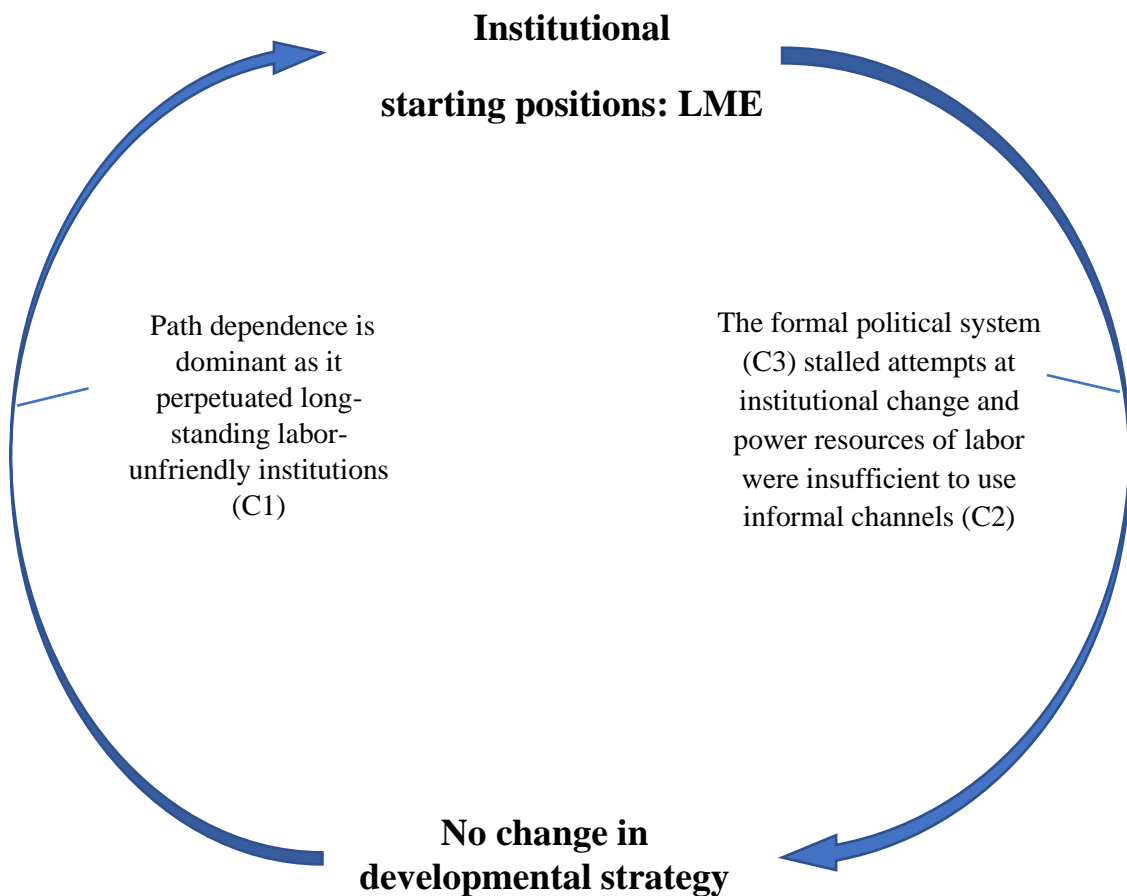 Institutional
starting positions: LME
Path dependence is
dominant as it
perpetuated long-
standing labor-
unfriendly institutions
(C1)
The formal political system
(C3) stalled attempts at
institutional change and
power resources of labor
were insufficient to use
informal channels (C2)
No change in
developmental strategy